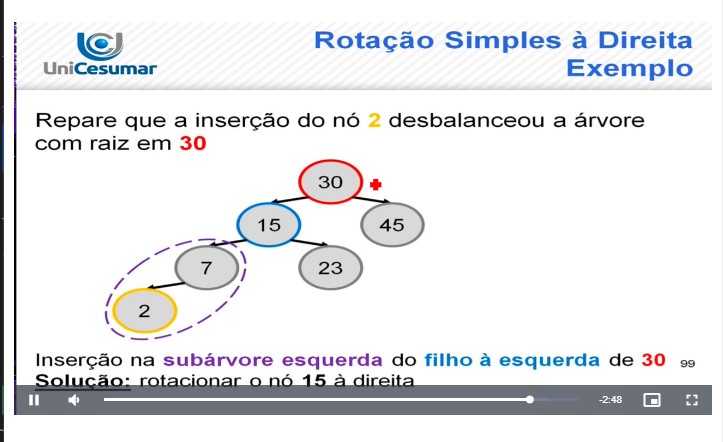 UniCesumar
Rotação Simples à Direita
Exemplo
Repare que a inserção do nó 2 desbalanceou a árvore
com raiz em 30
30
15
45
7
23
2
Inserção na subárvore esquerda do filho à esquerda de 30
99
Solução: rotacionar o nó 15 à direita
-2:48